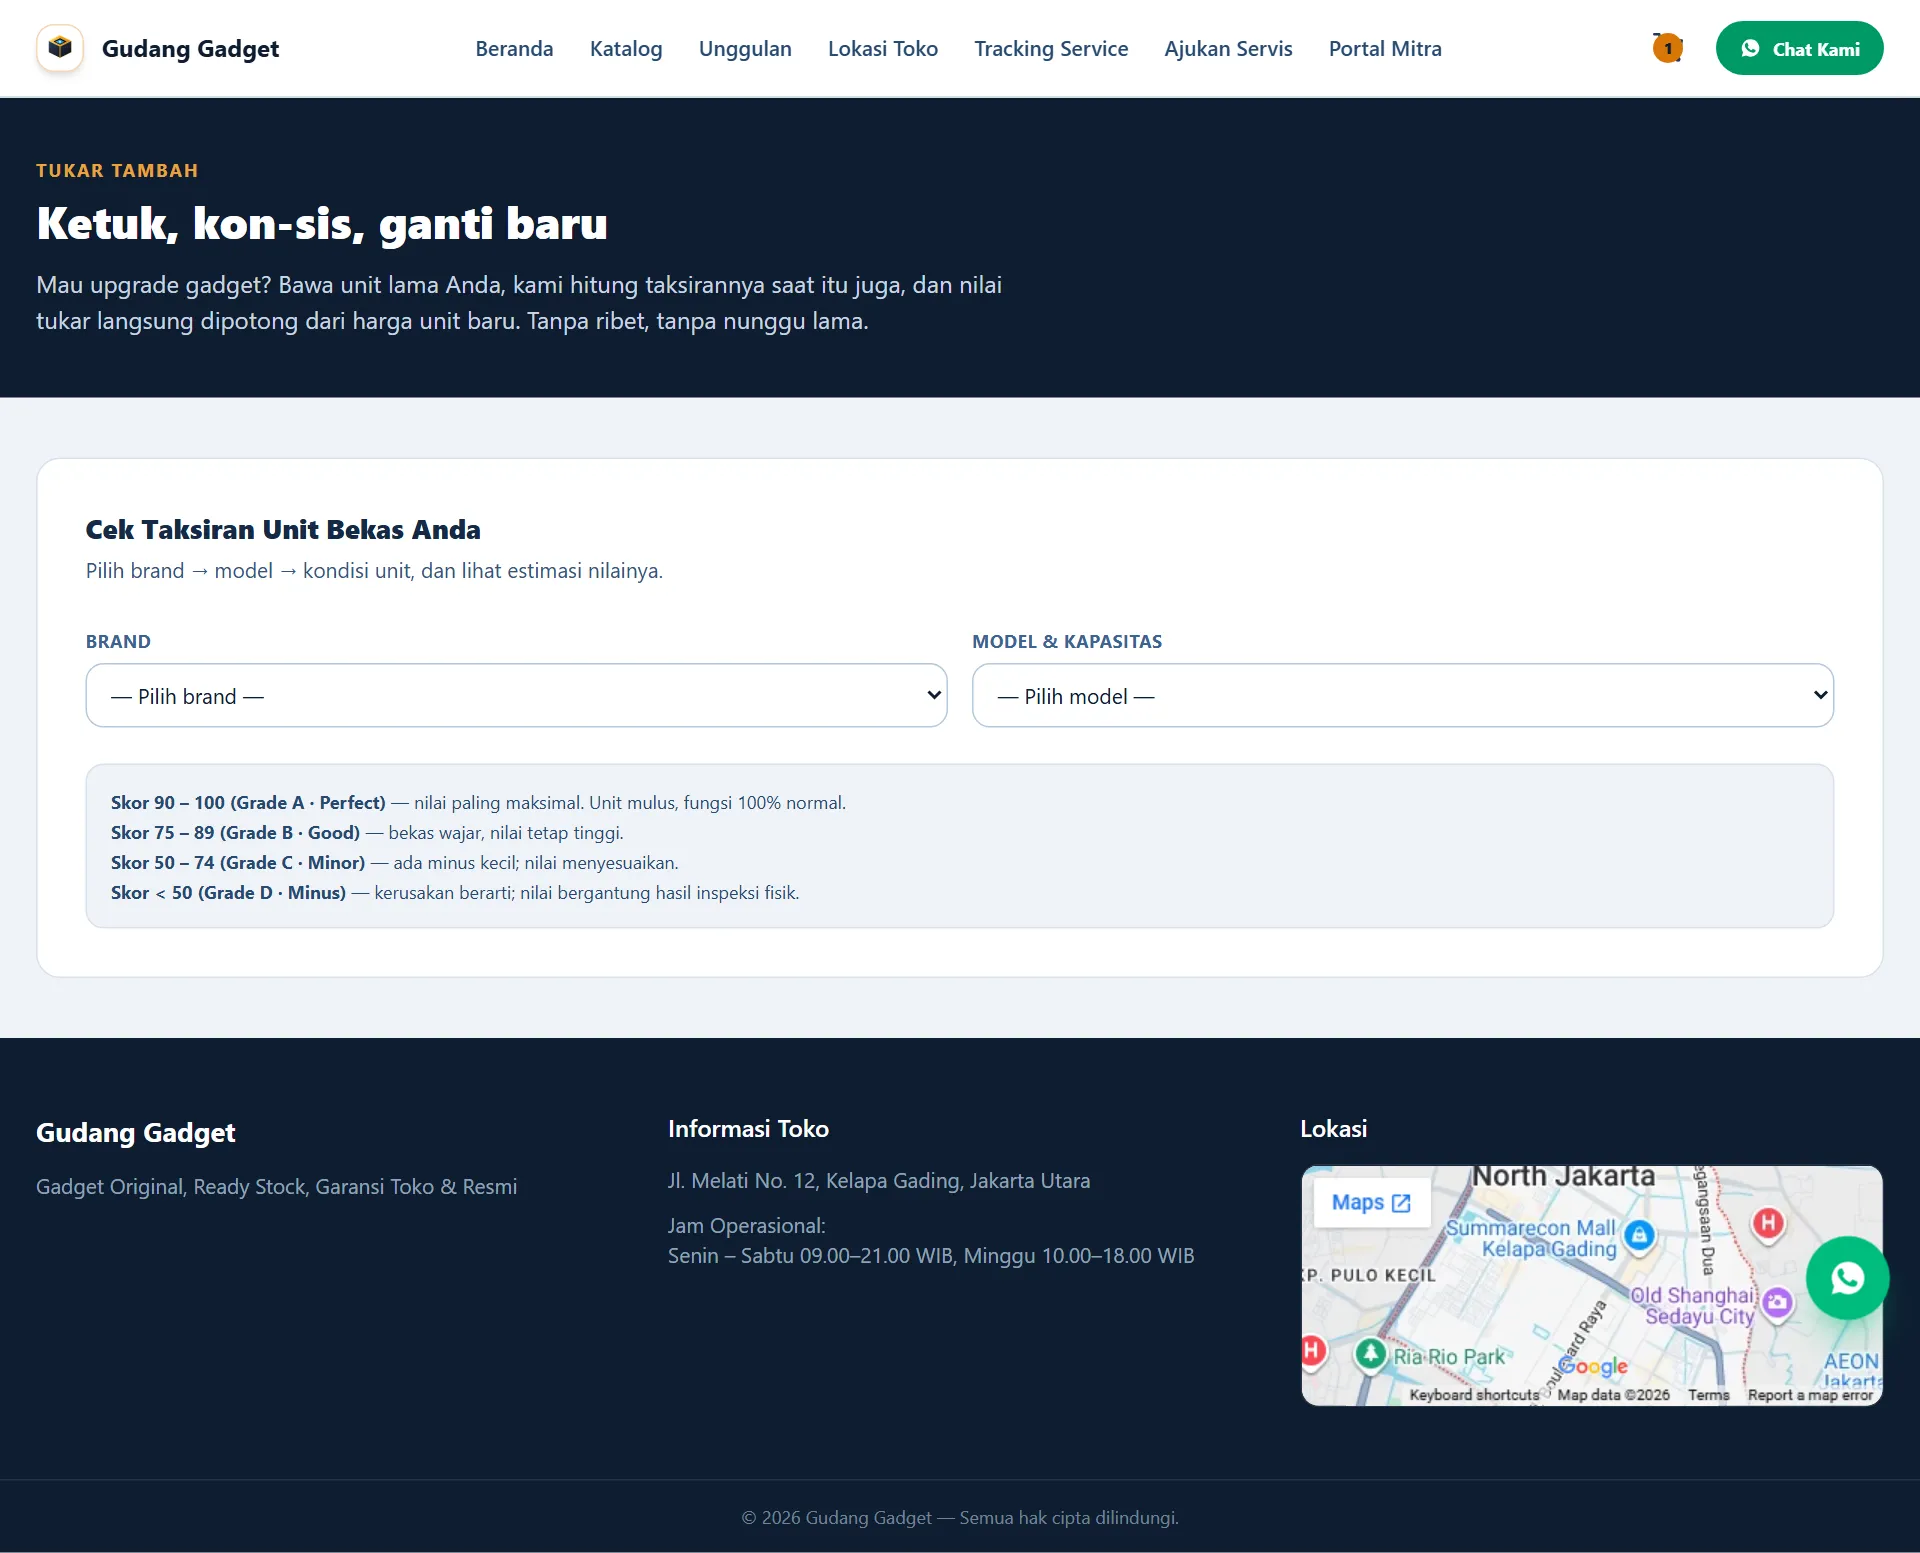 Gudang Gadget
Beranda
Katalog
Unggulan
Lokasi Toko
Tracking Service
Ajukan Servis
Portal Mitra
1
Chat Kami
TUKAR TAMBAH
Ketuk, kon-sis, ganti baru
Mau upgrade gadget? Bawa unit lama Anda, kami hitung taksirannya saat itu juga, dan nilai
tukar langsung dipotong dari harga unit baru. Tanpa ribet, tanpa nunggu lama.
Cek Taksiran Unit Bekas Anda
Pilih brand → model → kondisi unit, dan lihat estimasi nilainya.
BRAND
— Pilih brand —
MODEL & KAPASITAS
— Pilih model —
Skor 90 – 100 (Grade A · Perfect) — nilai paling maksimal. Unit mulus, fungsi 100% normal.
Skor 75 – 89 (Grade B · Good) — bekas wajar, nilai tetap tinggi.
Skor 50 – 74 (Grade C · Minor) — ada minus kecil; nilai menyesuaikan.
Skor < 50 (Grade D · Minus) — kerusakan berarti; nilai bergantung hasil inspeksi fisik.
Gudang Gadget
Gadget Original, Ready Stock, Garansi Toko & Resmi
Informasi Toko
Jl. Melati No. 12, Kelapa Gading, Jakarta Utara
Jam Operasional:
Senin – Sabtu 09.00–21.00 WIB, Minggu 10.00–18.00 WIB
Lokasi
North Jakarta
Maps
Summarecon Mall
Kelapa Gading
egangsaan Dua
H
KP. PULO KECIL
Old Shanghai
Sedayu City
H
Ria Rio Park
ard Raya
Google
AEON
Jakarta
Keyboard shortcuts
Map data ©2026
Terms
Report a map error
© 2026 Gudang Gadget — Semua hak cipta dilindungi.